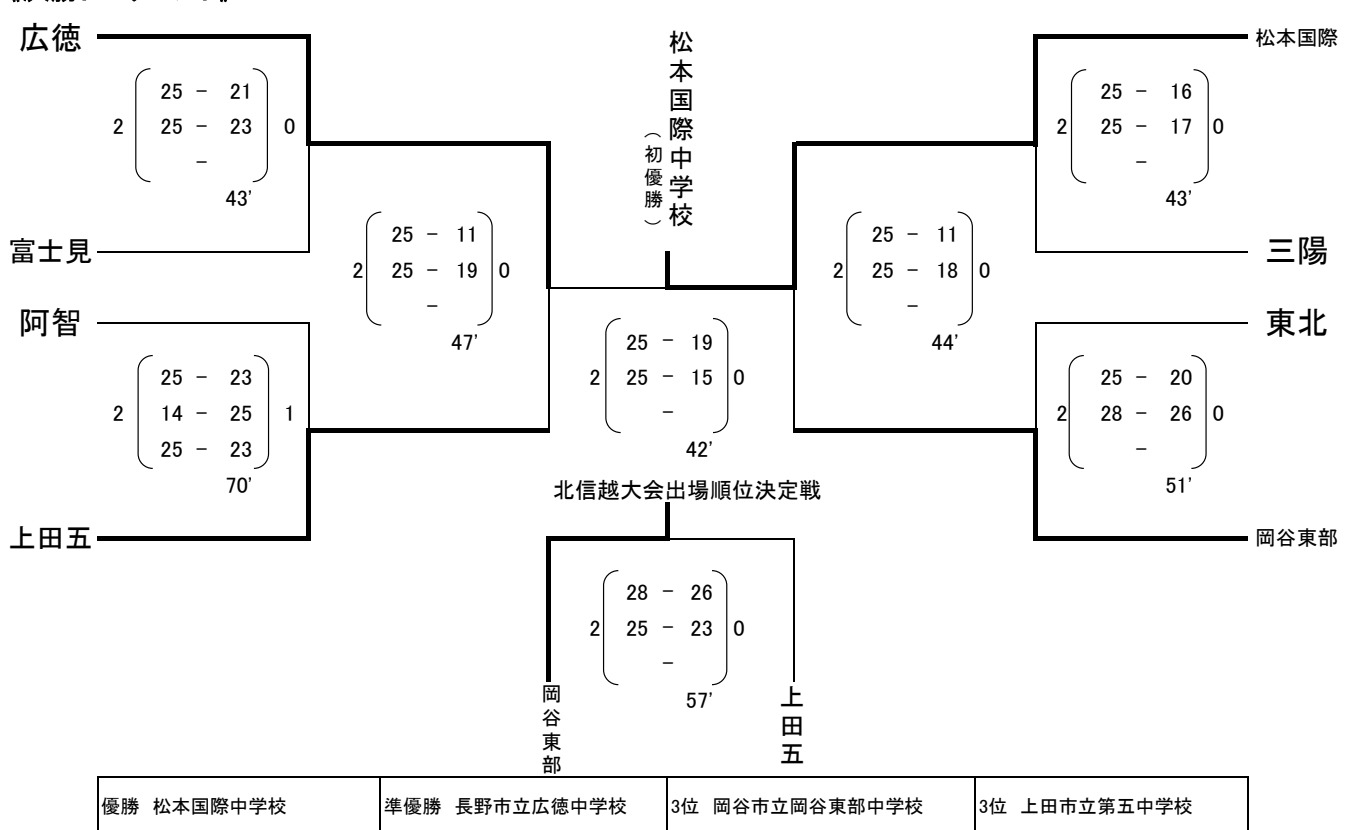 広徳
松本国際
松本国際中学校
（初優勝）
25 - 21
2 25 - 23 0
-
43'
25 - 16
2 25 - 17 0
-
43'
富士見
三陽
25 - 11
2 25 - 19 0
-
47'
25 - 11
2 25 - 18 0
-
44'
阿智
東北
25 - 19
2 25 - 15 0
-
42'
25 - 23
2 14 - 25 1
25 - 23
70'
25 - 20
2 28 - 26 0
-
51'
北信越大会出場順位決定戦
上田五
岡谷東部
28 - 26
2 25 - 23 0
-
57'
岡谷東部
上田五
優勝 松本国際中学校
準優勝 長野市立広徳中学校
3位 岡谷市立岡谷東部中学校
3位 上田市立第五中学校